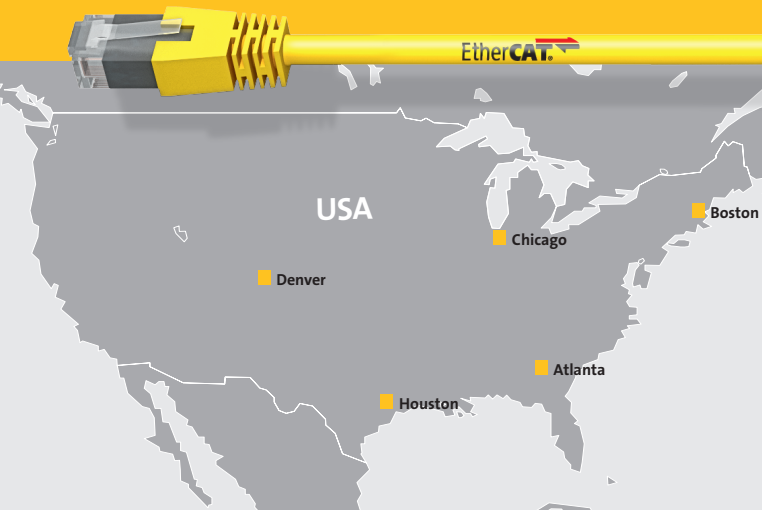 EtherCAT®
USA
Boston
Chicago
Denver
Atlanta
Houston